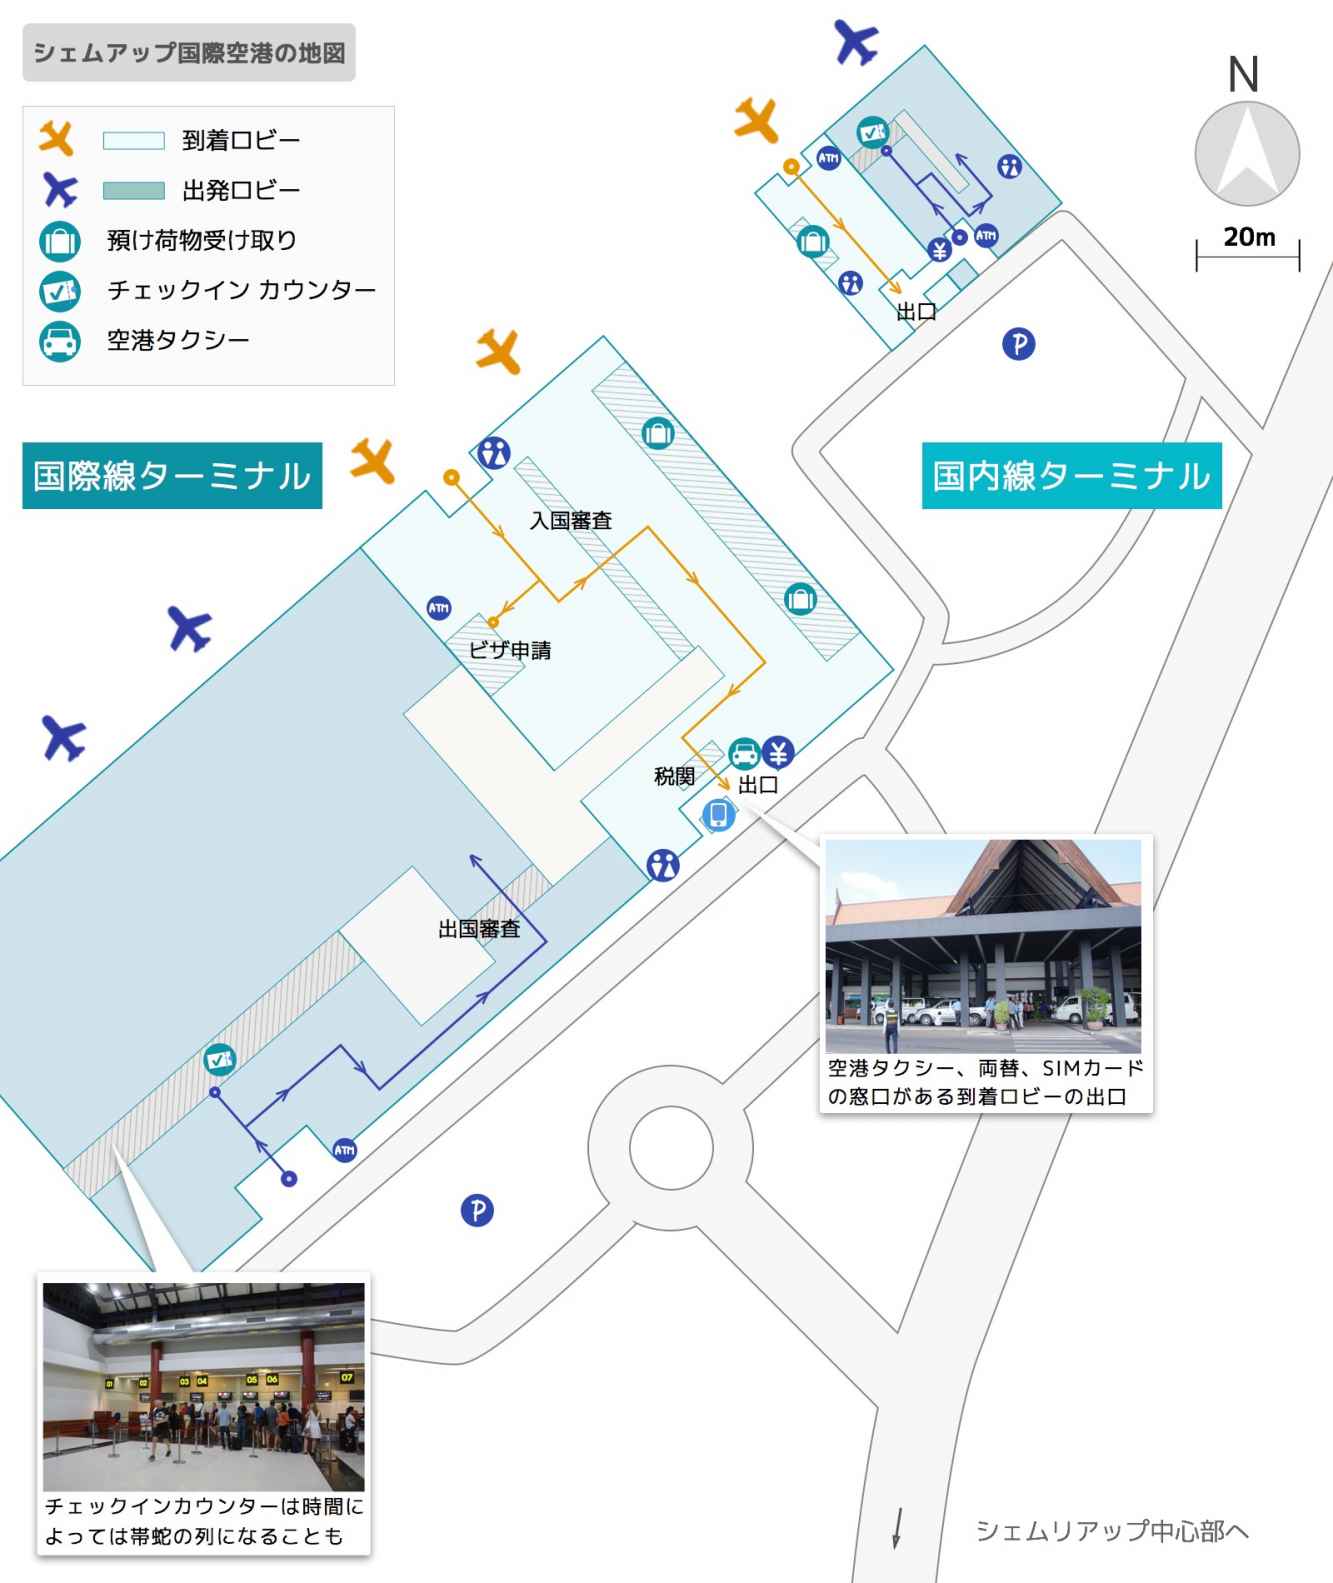 シェムアップ国際空港の地図
到着ロビー
出発ロビー
預け荷物受け取り
チェックイン カウンター
空港タクシー
N
20m
ATM
¥
ATM
出口
P
国際線ターミナル
国内線ターミナル
入国審査
ATM
ビザ申請
税関
¥
出口
出国審査
空港タクシー、両替、SIMカード
の窓口がある到着ロビーの出口
ATM
P
01 02 03 04 05 06 07
チェックインカウンターは時間に
よっては帯蛇の列になることも
シェムリアップ中心部へ